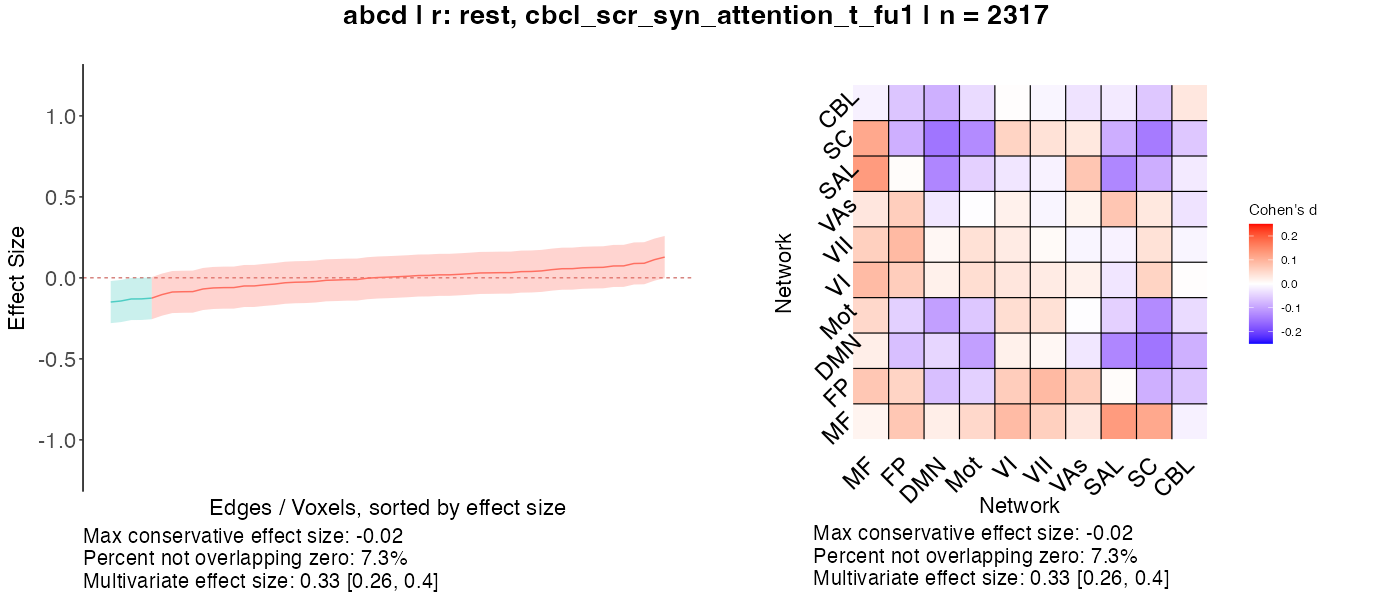 abcd | r: rest, cbcl_scr_syn_attention_t_fu1 | n = 2317
Effect Size
1.0
0.5
0.0
-0.5
-1.0
Edges / Voxels, sorted by effect size
Max conservative effect size: -0.02
Percent not overlapping zero: 7.3%
Multivariate effect size: 0.33 [0.26, 0.4]
Network
CBL
SC
SAL
VAs
VII
VI
Mot
DMN
FP
MF
MF FP DMN Mot VI VII VAs SAL SC CBL
Network
Max conservative effect size: -0.02
Percent not overlapping zero: 7.3%
Multivariate effect size: 0.33 [0.26, 0.4]
Cohen's d
0.2
0.1
0.0
-0.1
-0.2